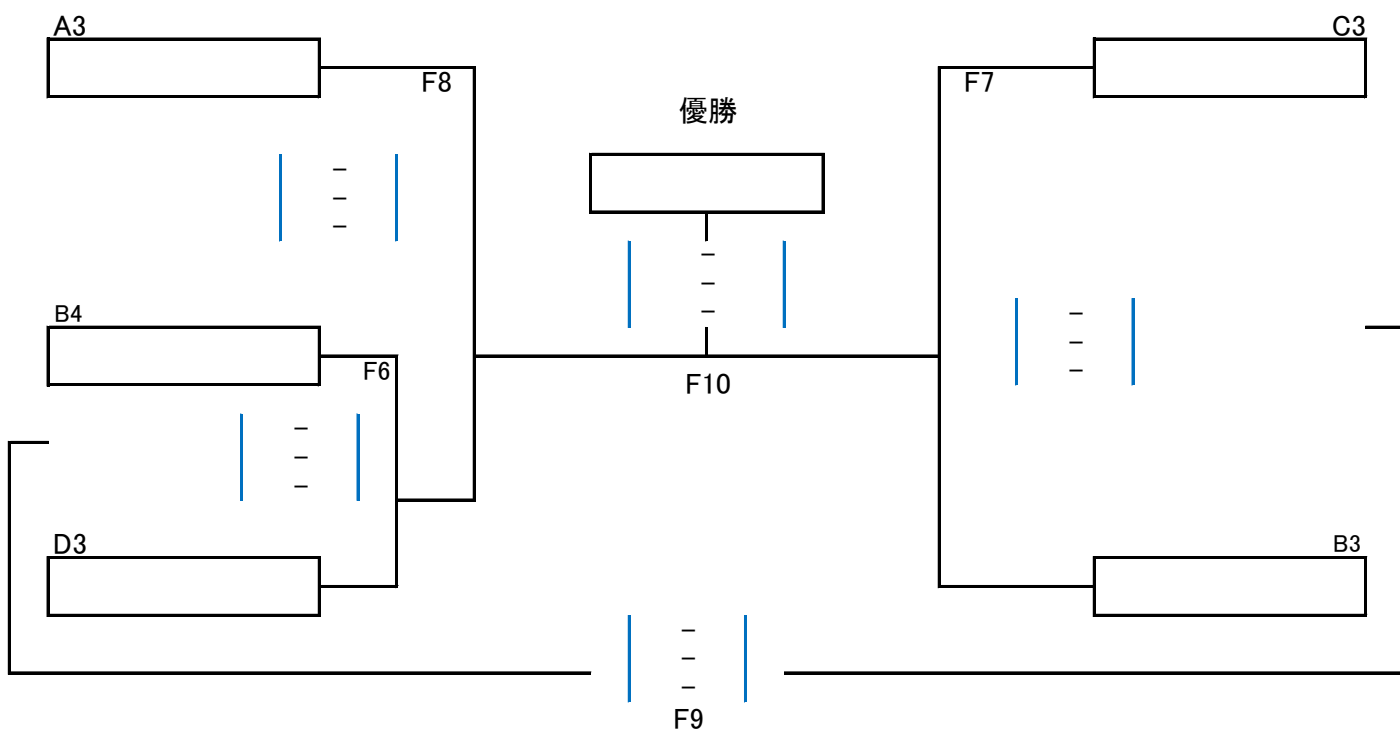 A3
C3
F8
F7
優勝
–
–
–
–
–
–
B4
–
–
–
F6
F10
–
–
–
D3
B3
–
–
–
F9